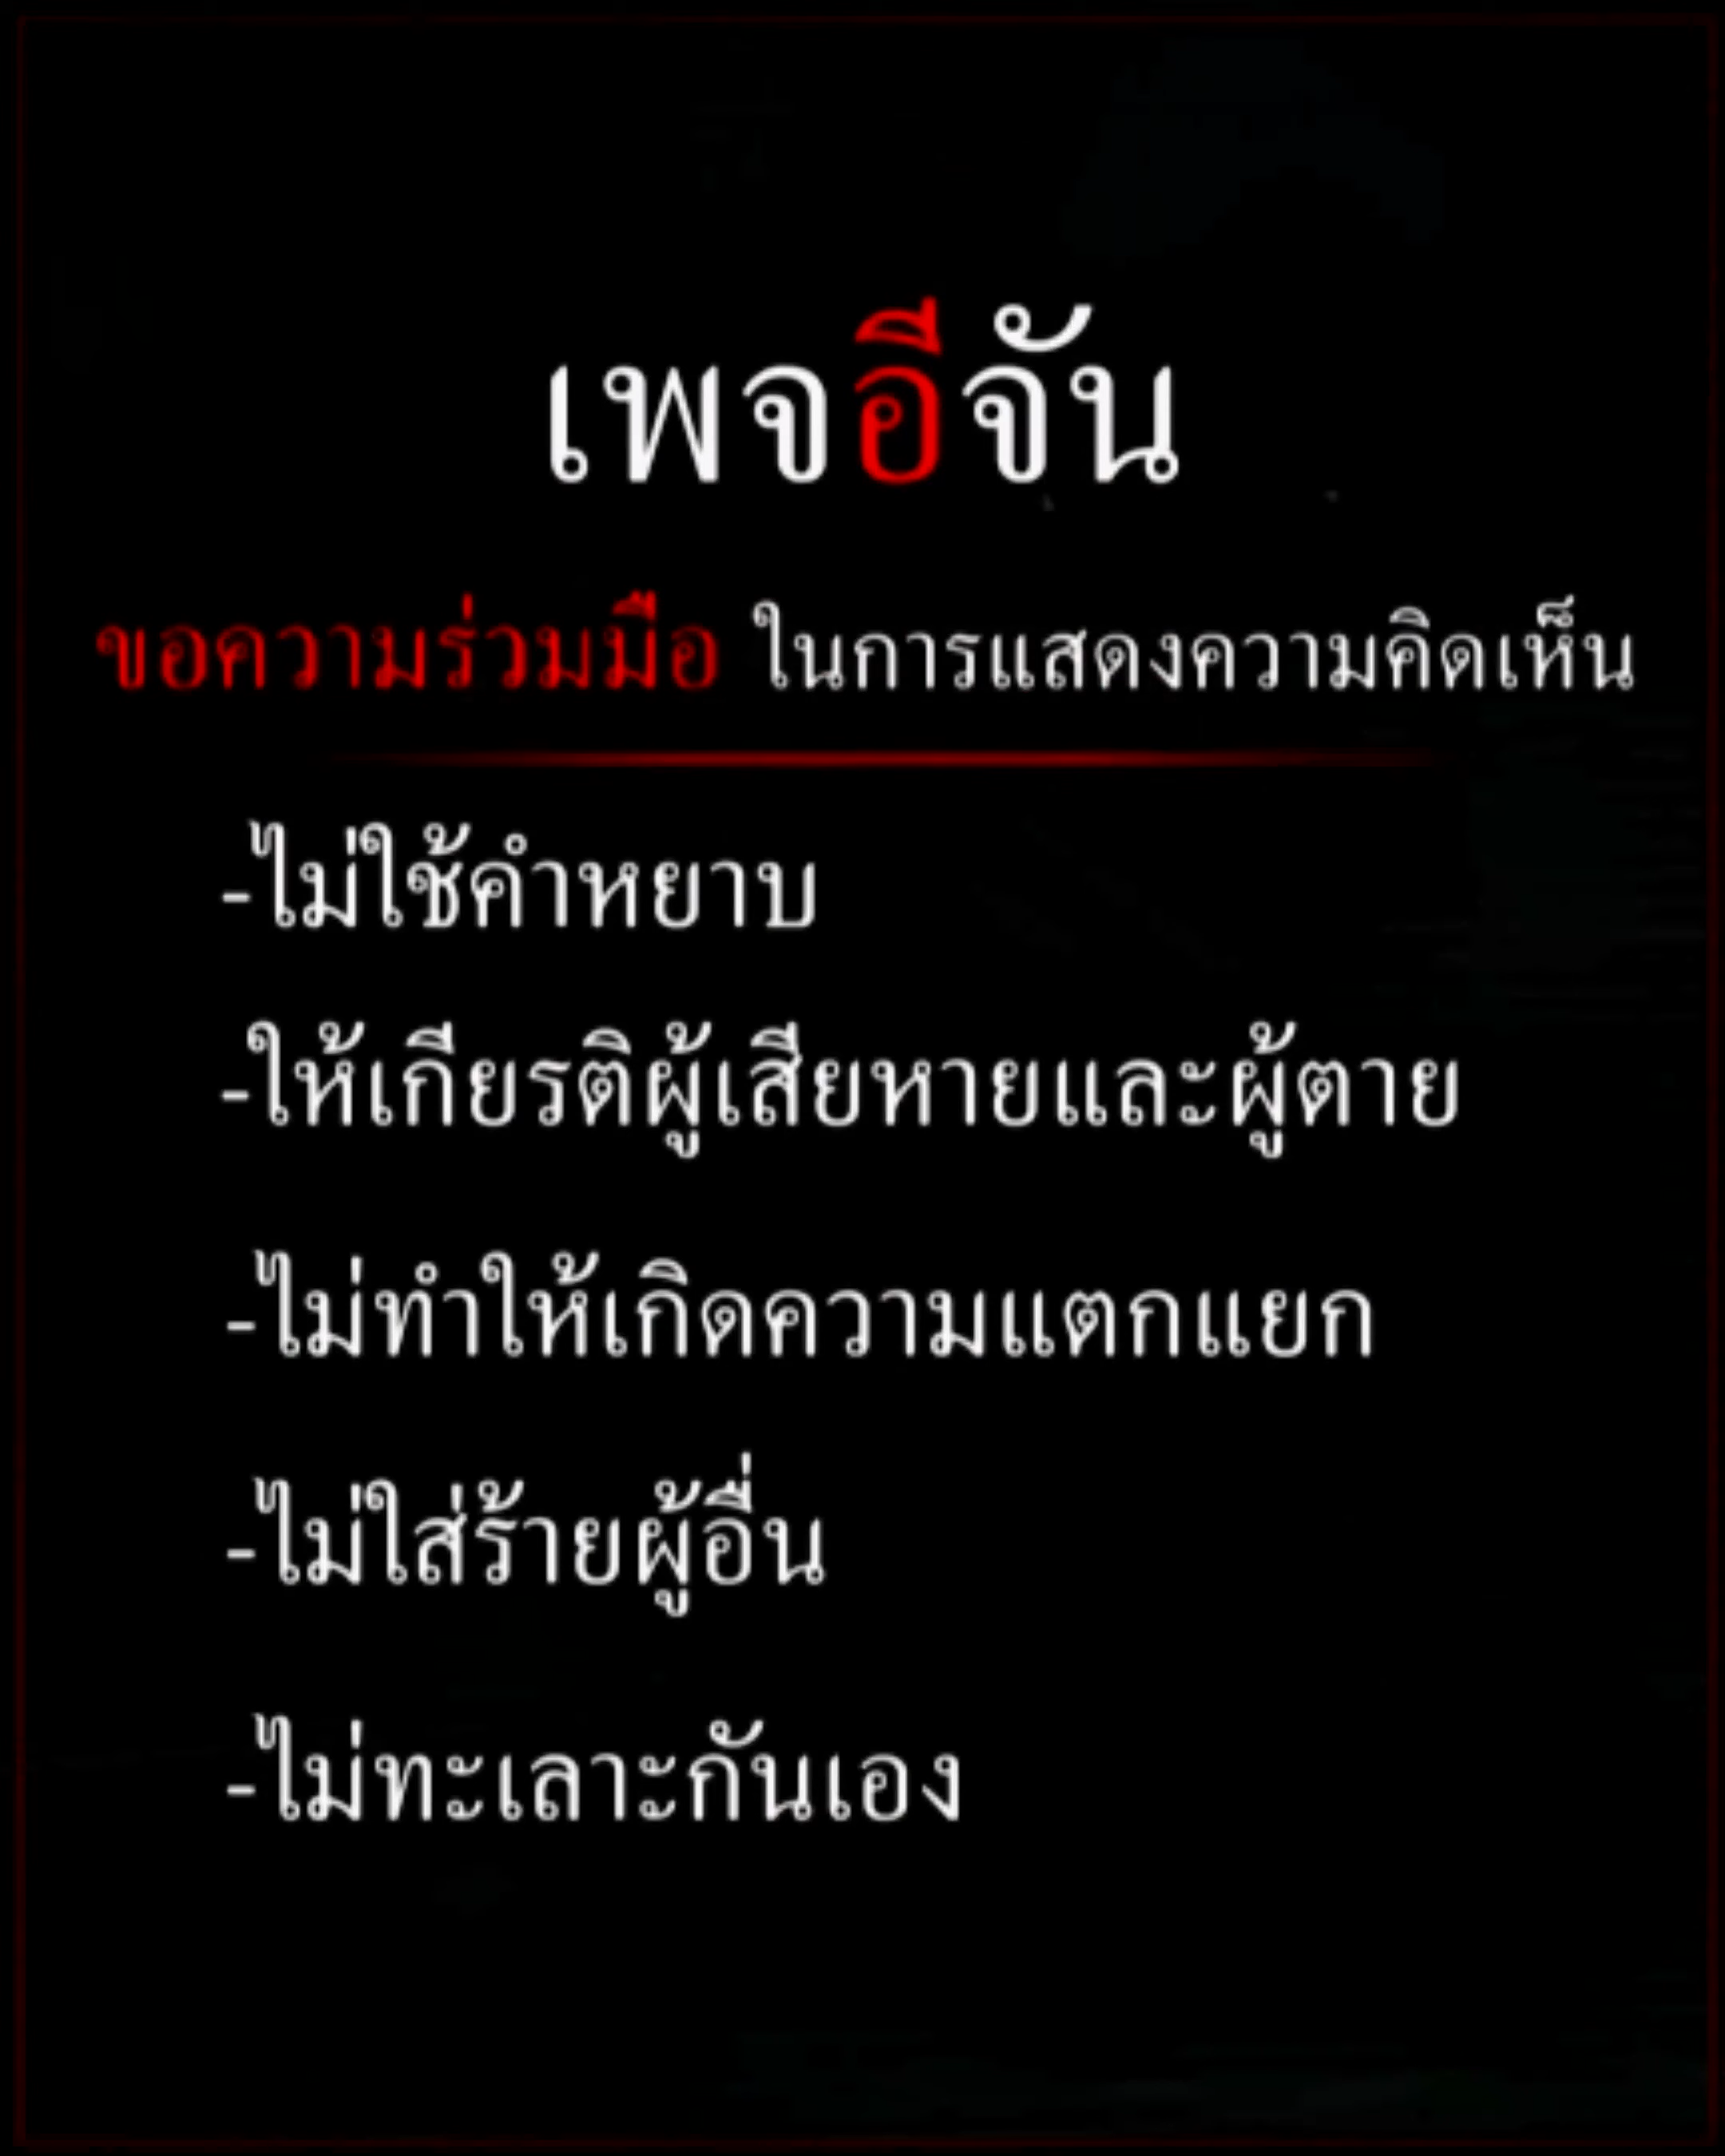 เพจอีจัน
ขอความร่วมมือ ในการแสดงความคิดเห็น
-ไม่ใช้คำหยาบ
-ให้เกียรติผู้เสียหายและผู้ตาย
-ไม่ทำให้เกิดความแตกแยก
-ไม่ใส่ร้ายผู้อื่น
-ไม่ทะเลาะกันเอง